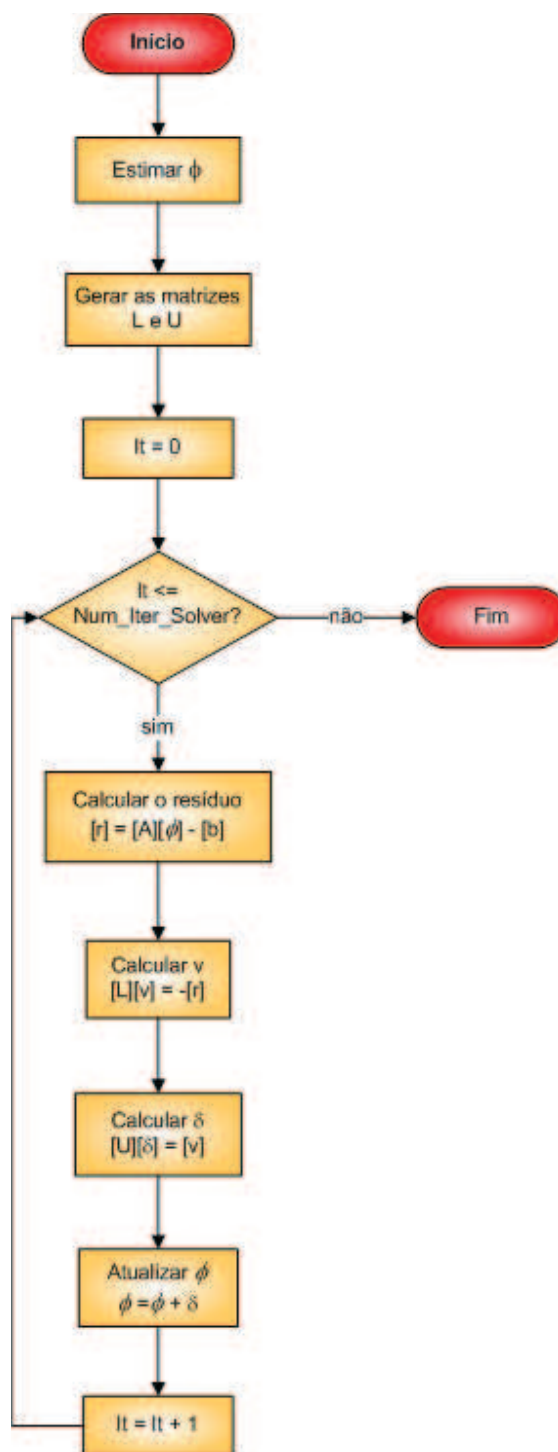 Inicio
Estimar ϕ
Gerar as matrizes
L e U
It = 0
It <=
Num_Iter_Solver?
não
Fim
sim
Calcular o resíduo
[r] = [A][ϕ] - [b]
Calcular v
[L][v] = -[r]
Calcular δ
[U][δ] = [v]
Atualizar ϕ
ϕ = ϕ + δ
It = It + 1